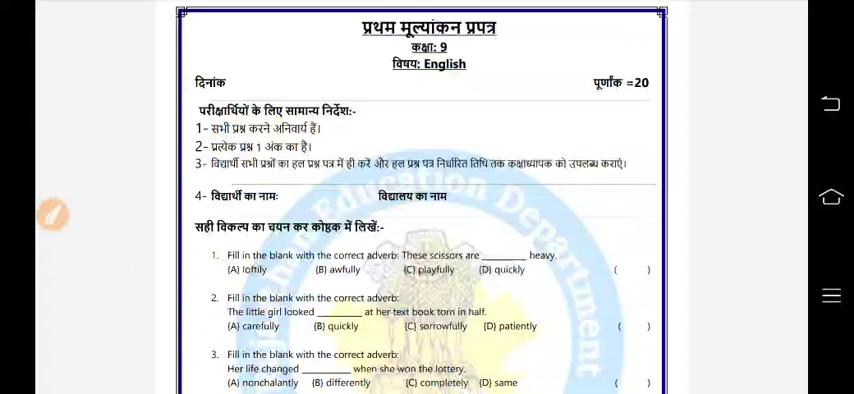 प्रथम मूल्यांकन प्रपत्र
कक्षा: 9
विषय: English
दिनांक पूर्णांक =20
परीक्षार्थियों के लिए सामान्य निर्देश:-
1- सभी प्रश्न करने अनिवार्य हैं।
2- प्रत्येक प्रश्न 1 अंक का है।
3- विद्यार्थी सभी प्रश्नों का हल प्रश्न पत्र में ही करें और हल प्रश्न पत्र निर्धारित तिथि तक कक्षाध्यापक को उपलब्ध कराएं।
4- विद्यार्थी का नामः विद्यालय का नाम
सही विकल्प का चयन कर कोष्ठक में लिखें:-
1. Fill in the blank with the correct adverb: These scissors are ________ heavy.
(A) loftily (B) awfully (C) playfully (D) quickly ( )
2. Fill in the blank with the correct adverb:
The little girl looked ________ at her text book torn in half.
(A) carefully (B) quickly (C) sorrowfully (D) patiently ( )
3. Fill in the blank with the correct adverb:
Her life changed _________ when she won the lottery.
(A) nonchalantly (B) differently (C) completely (D) same ( )
Education Department